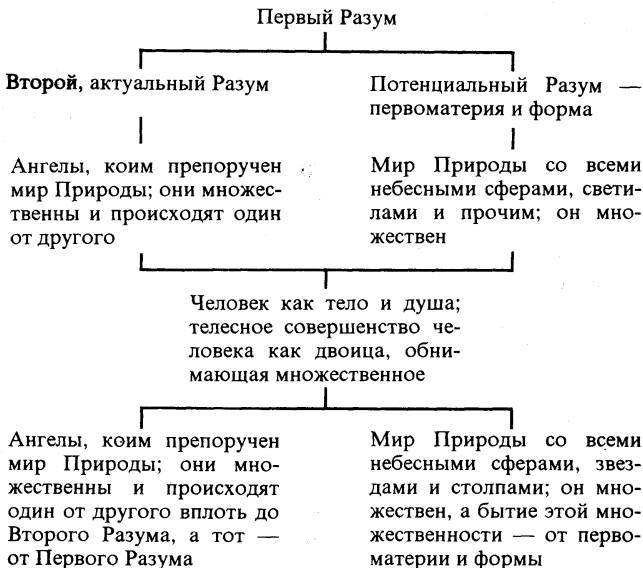 Первый Разум
Второй, актуальный Разум
Потенциальный Разум —
первоматерия и форма
Ангелы, коим препоручен
мир Природы; они множес-
твенны и происходят один
от другого
Мир Природы со всеми
небесными сферами, свети-
лами и прочим; он мно-
жествен
Человек как тело и душа;
телесное совершенство че-
ловека как двоица, обни-
мающая множественное
Ангелы, коим препоручен
мир Природы; они мно-
жественны и происходят
один от другого вплоть до
Второго Разума, а тот —
от Первого Разума
Мир Природы со всеми
небесными сферами, звез-
дами и столпами; он мно-
жествен, а бытие этой мно-
жественности — от перво-
материи и формы